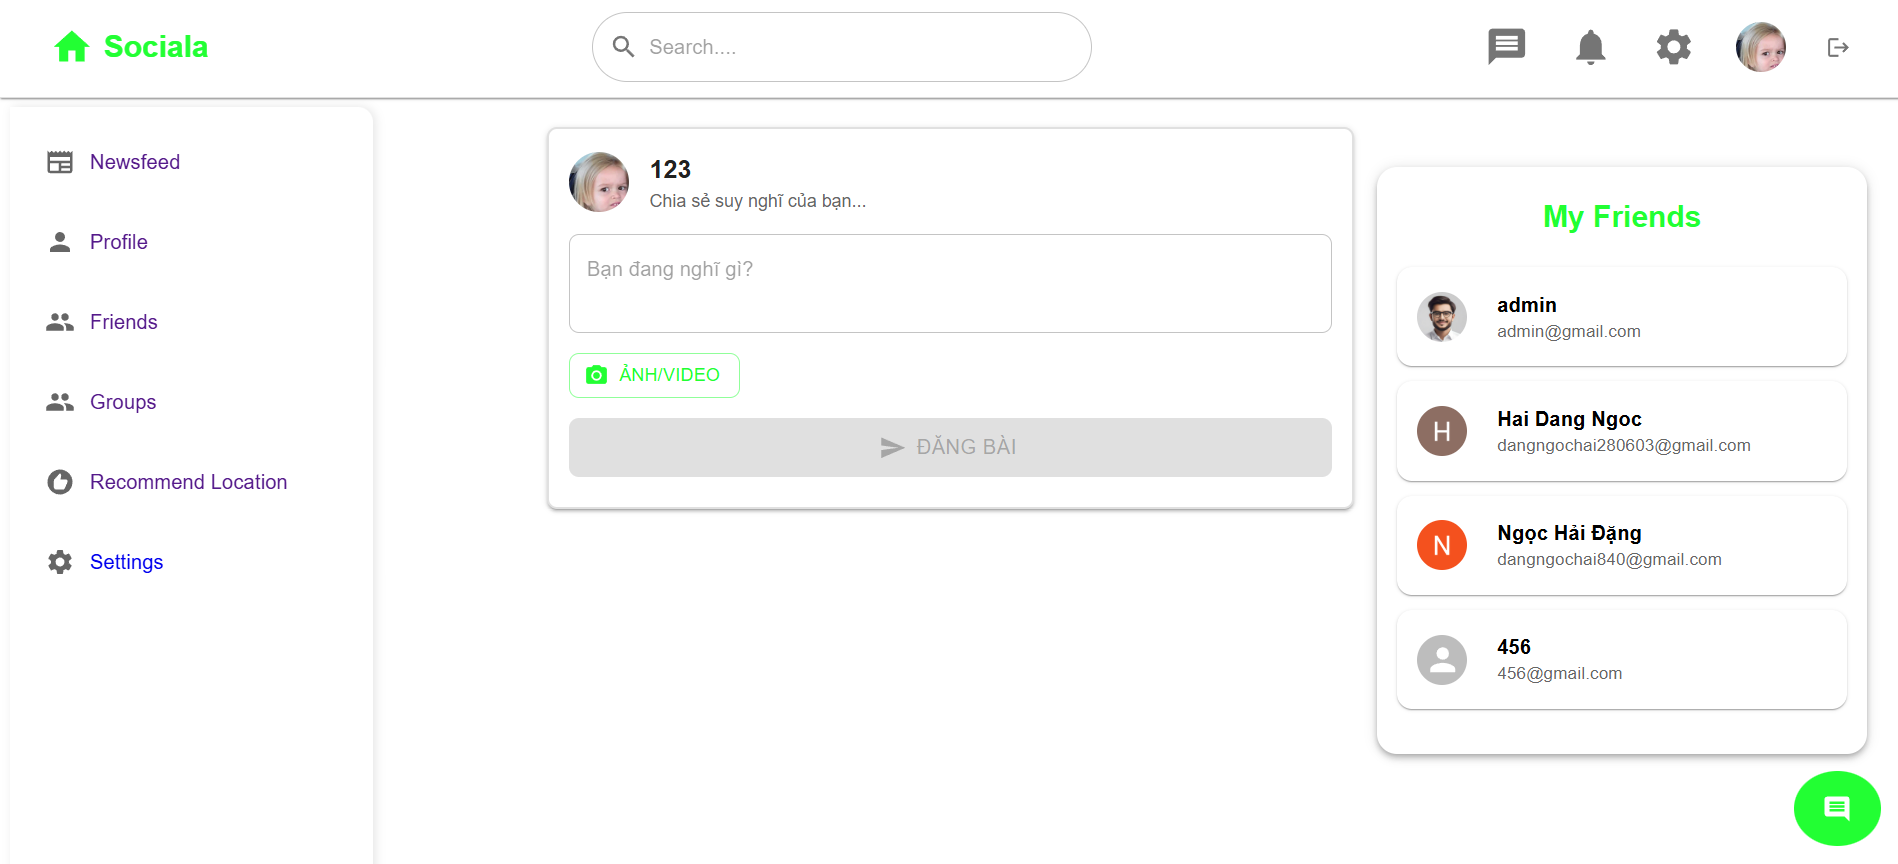 Sociala
Search....
Newsfeed
Profile
Friends
Groups
Recommend Location
Settings
123
Chia sẻ suy nghĩ của bạn...
Bạn đang nghĩ gì?
ẢNH/VIDEO
ĐĂNG BÀI
My Friends
admin
admin@gmail.com
H
Hai Dang Ngoc
dangngochai280603@gmail.com
N
Ngọc Hải Đặng
dangngochai840@gmail.com
456
456@gmail.com